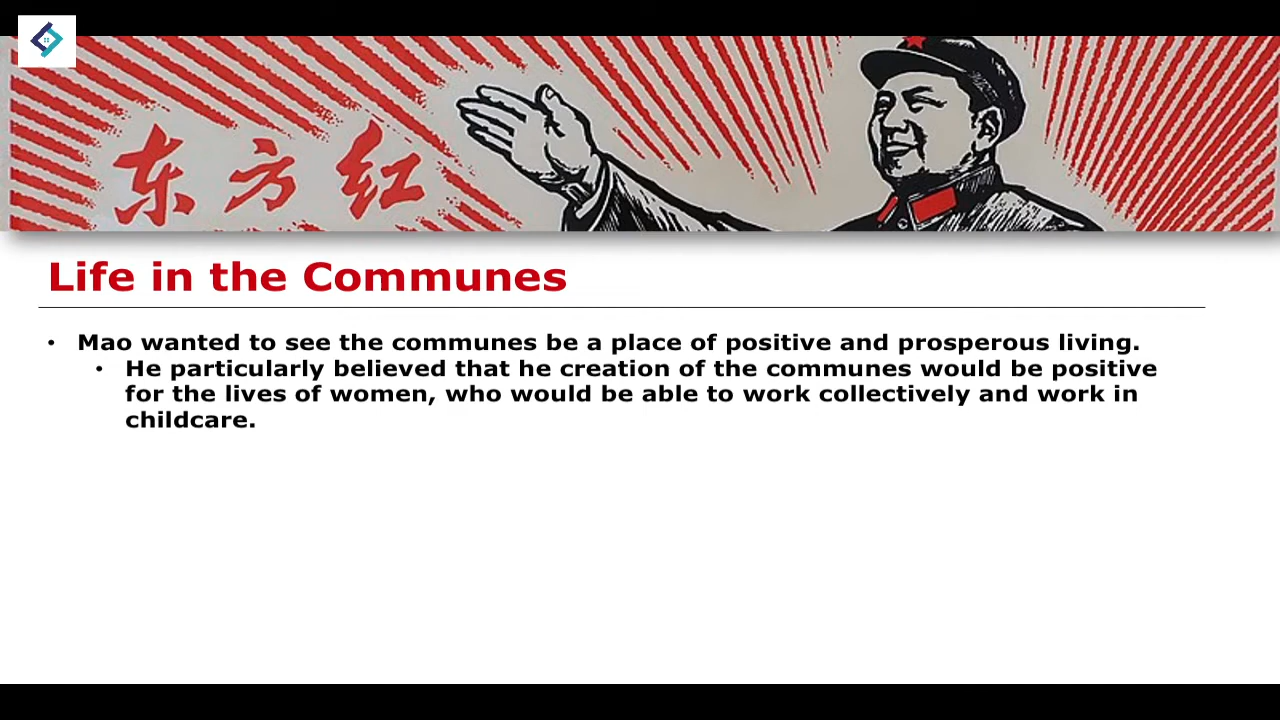 东方红
Life in the Communes
• Mao wanted to see the communes be a place of positive and prosperous living.
• He particularly believed that he creation of the communes would be positive
for the lives of women, who would be able to work collectively and work in
childcare.